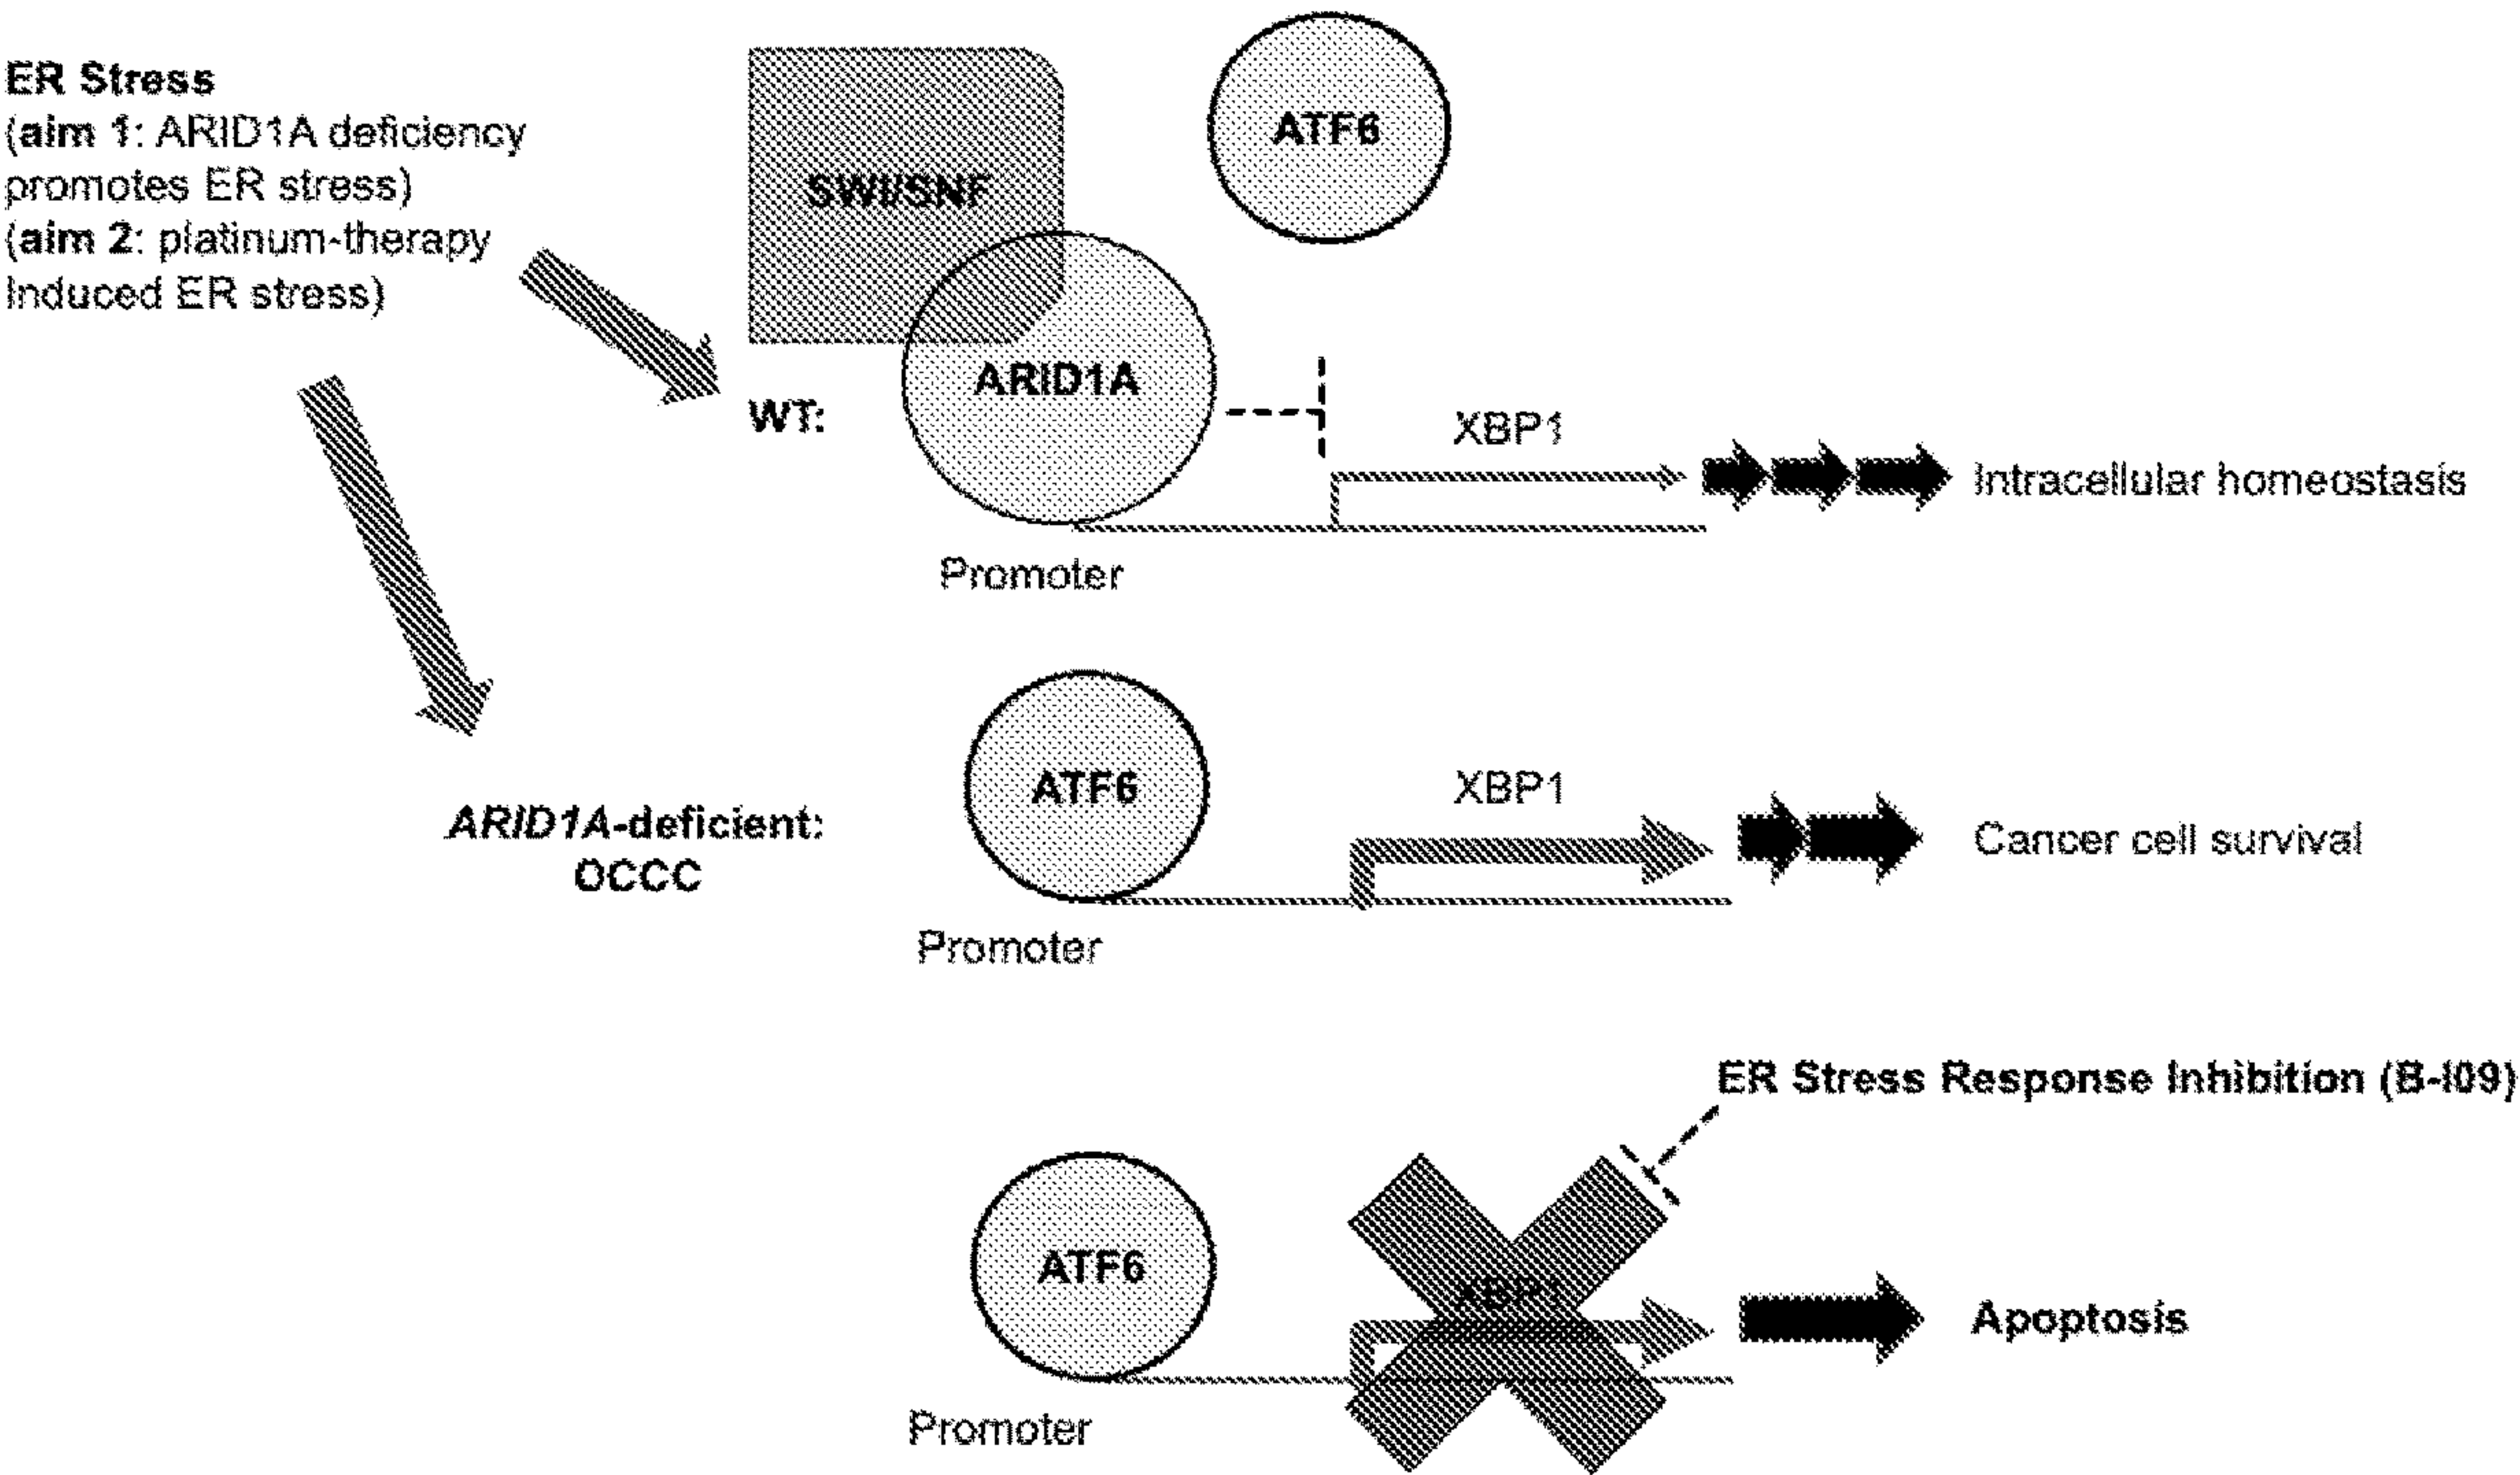 ER Stress
(aim 1: ARID1A deficiency
promotes ER stress)
(aim 2: platinum-therapy
Induced ER stress)
SWI/SNF
ATF6
ARID1A
WT:
XBP1
Intracellular homeostasis
Promoter
ATF6
XBP1
ARID1A-deficient:
OCCC
Cancer cell survival
Promoter
ER Stress Response Inhibition (B-I09)
ATF6
XBP1
Apoptosis
Promoter